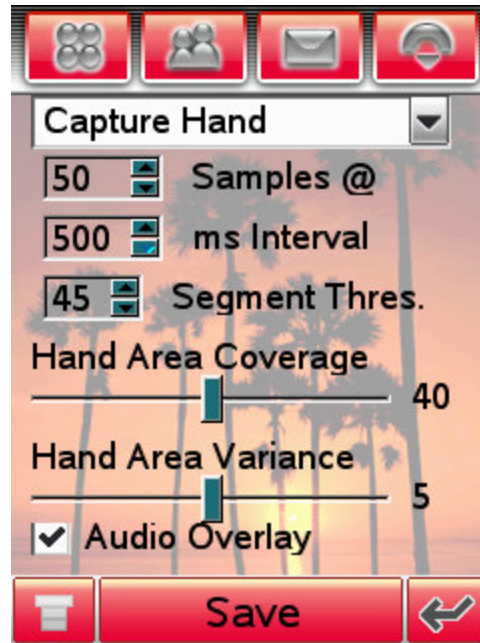 Capture Hand
50 Samples @
500 ms Interval
45 Segment Thres.
Hand Area Coverage
40
Hand Area Variance
5
Audio Overlay
Save